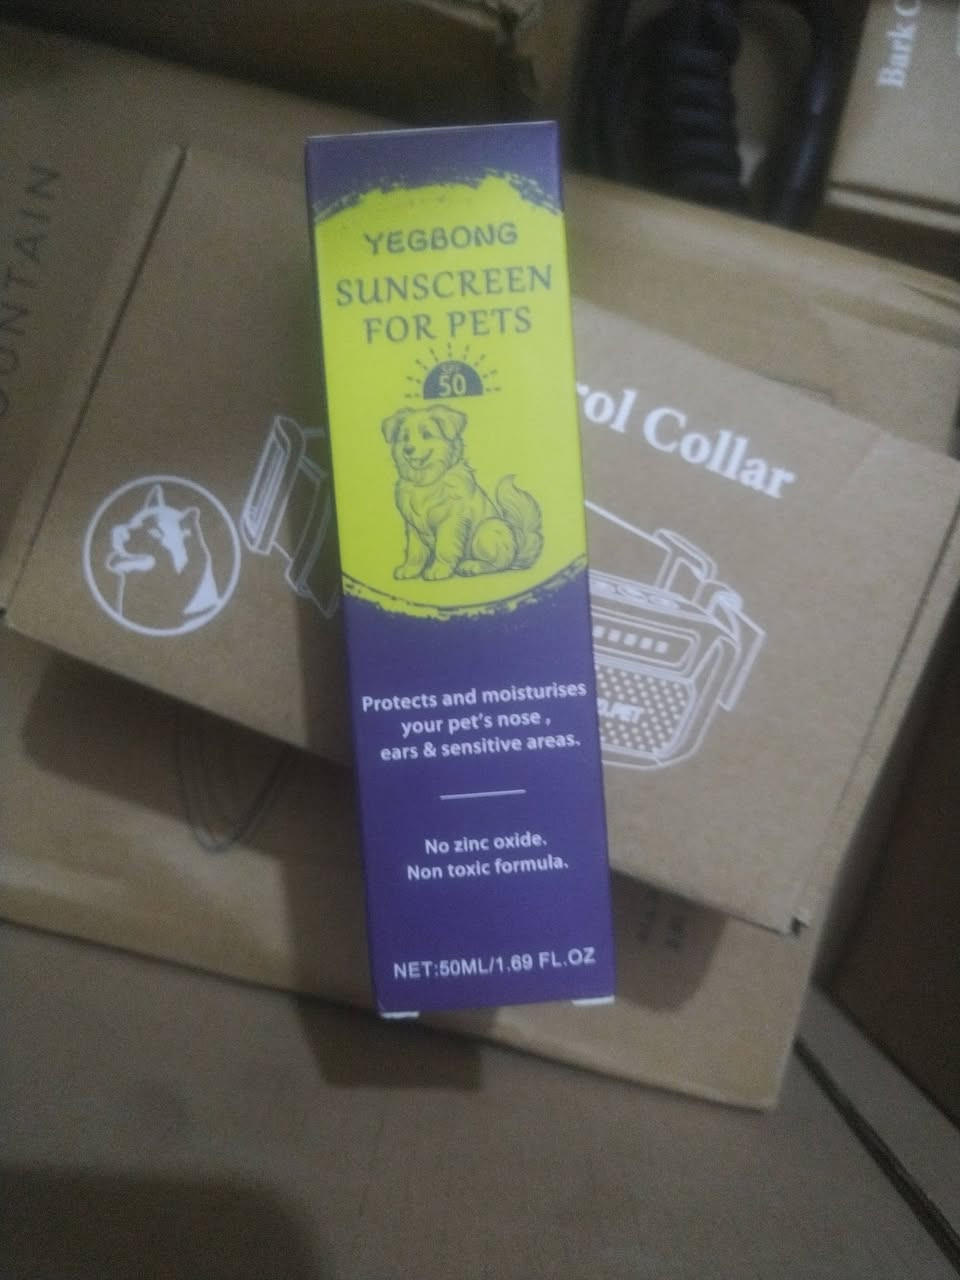 YEGBONG
SUNSCREEN
FOR PETS
SPF
50
Protects and moisturises
your pet's nose ,
ears & sensitive areas.
No zinc oxide.
Non toxic formula.
NET:50ML/1.69 FL.OZ
rol Collar
Bark C
OUNTAIN